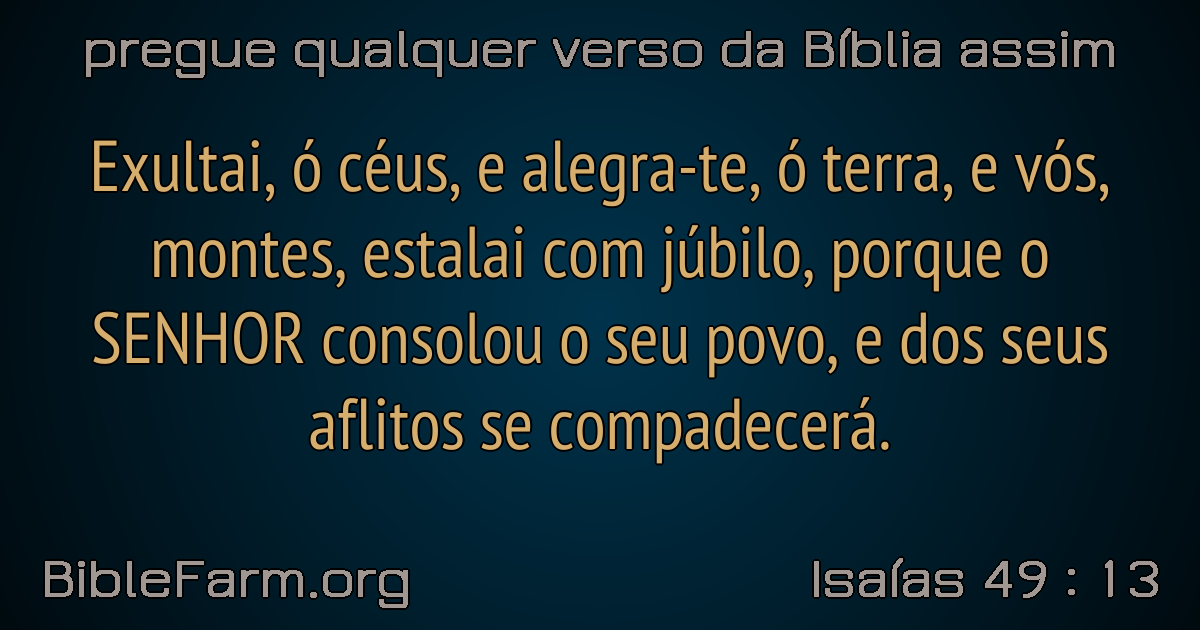 pregue qualquer verso da Bíblia assim
Exultai, ó céus, e alegra-te, ó terra, e vós,
montes, estalai com júbilo, porque o
SENHOR consolou o seu povo, e dos seus
aflitos se compadecerá.
BibleFarm.org
Isaías 49 : 13